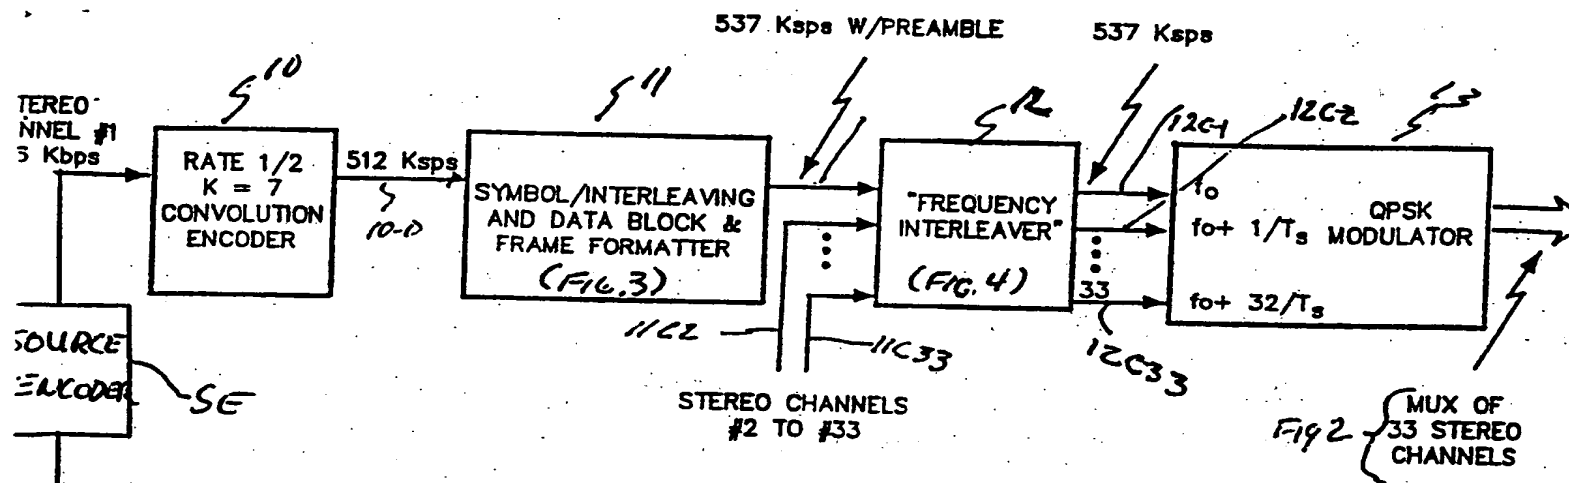 537 Ksps W/PREAMBLE
537 Ksps
10
11
12
13
12C1
12C2
TEREO
NNEL #1
Kbps
RATE 1/2
K = 7
CONVOLUTION
ENCODER
512 Ksps
10-0
SYMBOL/INTERLEAVING
AND DATA BLOCK &
FRAME FORMATTER
(FIG.3)
"FREQUENCY
INTERLEAVER"
(FIG.4)
33
fo
fo+ 1/Ts
fo+ 32/Ts
QPSK
MODULATOR
11C2
11C33
12C33
SOURCE
ENCODER
SE
STEREO CHANNELS
#2 TO #33
Fig 2
MUX OF
33 STEREO
CHANNELS